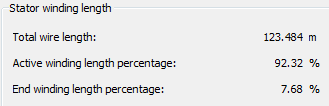 Stator winding length
Total wire length: 123.484 m
Active winding length percentage: 92.32 %
End winding length percentage: 7.68 %